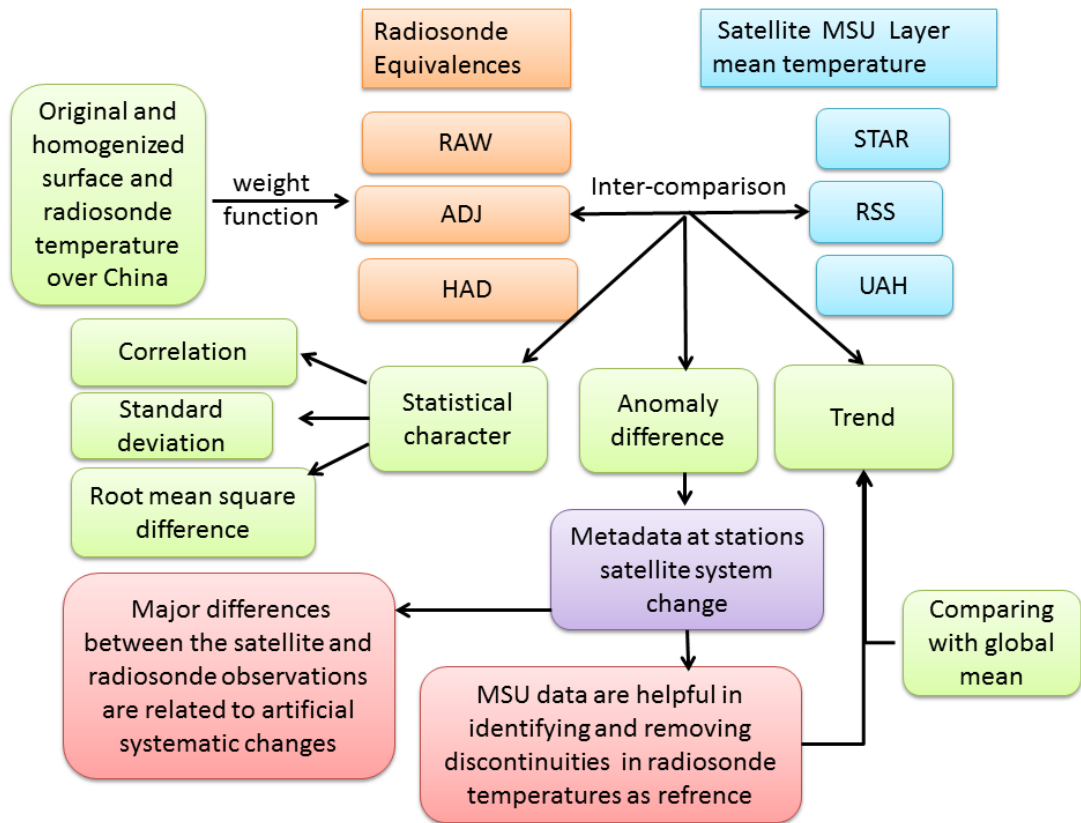 Radiosonde
Equivalences
Satellite MSU Layer
mean temperature
Original and
homogenized
surface and
radiosonde
temperature
over China
weight
function
RAW
ADJ
HAD
Inter-comparison
STAR
RSS
UAH
Correlation
Standard
deviation
Root mean square
difference
Statistical
character
Anomaly
difference
Trend
Metadata at stations
satellite system
change
Major differences
between the satellite and
radiosonde observations
are related to artificial
systematic changes
MSU data are helpful in
identifying and removing
discontinuities in radiosonde
temperatures as refrence
Comparing
with global
mean